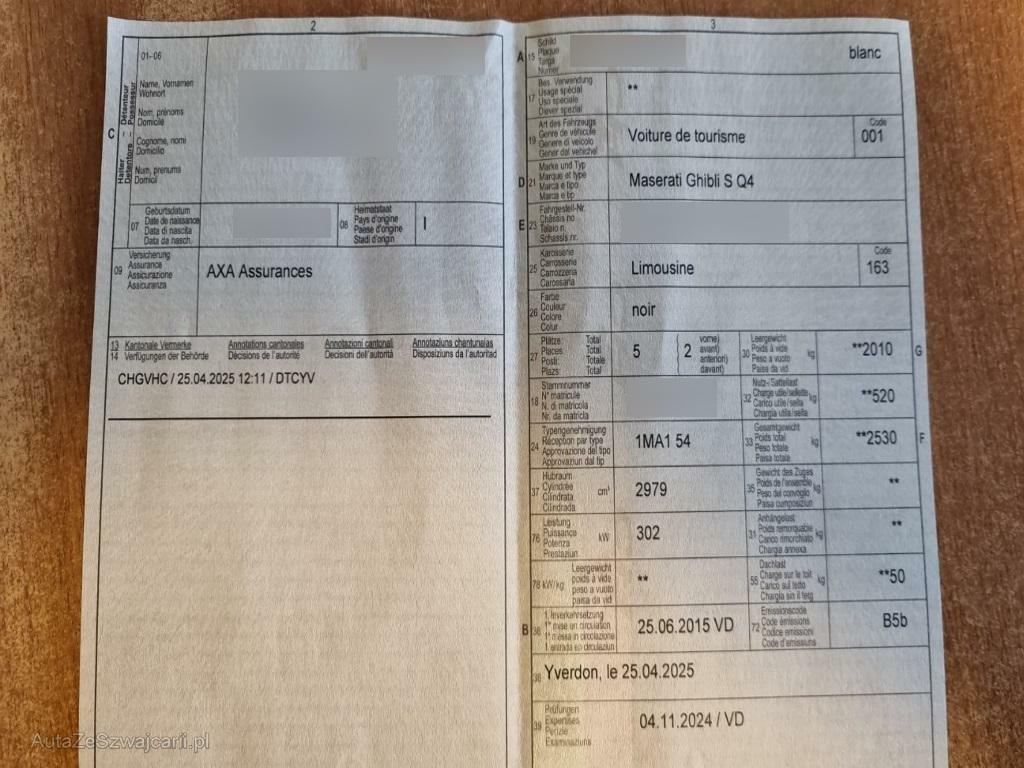 2
01-06
C
Halter Détenteur
Detentore Possessur
Name, Vornamen
Wohnort
Nom, prénoms
Domicile
Cognome, nomi
Domicilio
Num, prenums
Domicil
07
Geburtsdatum
Date de naissance
Data di nascita
Data da nasch.
08
Heimatstaat
Pays d'origine
Paese d'origine
Stadi d'origin
I
09
Versicherung
Assurance
Assicurazione
Assicuranza
AXA Assurances
13 Kantonale Vermerke Annotations cantonales Annotazioni cantonali Annotaziuns chantunalas
14 Verfügungen der Behörde Décisions de l'autorité Decisioni dell'autorità Disposiziuns da l'autoritad
CHGVHC / 25.04.2025 12:11 / DTCYV
3
A 15
Schild
Plaque
Targa
Numer
blanc
17
Bes. Verwendung
Usage spécial
Uso speciale
Diever spezial
**
19
Art des Fahrzeugs
Genre de véhicule
Genere di veicolo
Gener dal vehichel
Voiture de tourisme
Code
001
D 21
Marke und Typ
Marque et type
Marca e tipo
Marca e tip
Maserati Ghibli S Q4
E 23
Fahrgestell-Nr.
Châssis no
Telaio n.
Schassis nr.
25
Karosserie
Carrosserie
Carrozzeria
Carossaria
Limousine
Code
163
26
Farbe
Couleur
Colore
Colur
noir
27
Plätze: Total
Places: Total
Posti: Totale
Plazs: Total
5
( 2
vorne)
avant)
anteriori)
davant)
30
Leergewicht
Poids à vide
Peso a vuoto
Paisa da vid
kg
**2010
G
18
Stammnummer
N° matricule
N. di matricola
Nr. da matricla
32
Nutz-/Sattellast
Charge utile/sellette
Carico utile/sella
Chargia utila/sella
kg
**520
24
Typengenehmigung
Réception par type
Approvazione del tipo
Approvaziun dal tip
1MA1 54
33
Gesamtgewicht
Poids total
Peso totale
Paisa totala
kg
**2530
F
37
Hubraum
Cylindrée
Cilindrata
Cilindrada
cm³
2979
35
Gewicht des Zuges
Poids de l'ensemble
Peso del convoglio
Paisa cumposiziun
kg
**
76
Leistung
Puissance
Potenza
Prestaziun
kW
302
31
Anhängelast
Poids remorquable
Carico rimorchiato
Chargia annexa
kg
**
78 kW/kg
Leergewicht
poids à vide
peso a vuoto
paisa da vid
**
55
Dachlast
Charge sur le toit
Carico sul tetto
Chargia sin il tetg
kg
**50
B 36
1. Inverkehrsetzung
1re mise en circulation
1a messa in circolazione
1. entrada en circulaziun
25.06.2015 VD
72
Emissionscode
Code émissions
Codice emissioni
Code d'emissiuns
B5b
38
Yverdon, le 25.04.2025
39
Prüfungen
Expertises
Perizie
Examinaziuns
04.11.2024 / VD
AutaZeSzwajcarii.pl